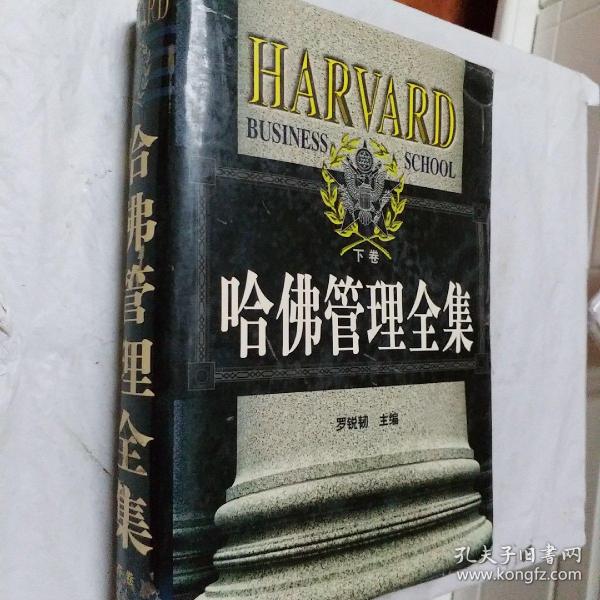 HARVARD
BUSINESS SCHOOL
下卷
哈佛管理全集
罗锐韧 主编
哈佛管理全集
孔夫子旧書网
www.kongfz.com